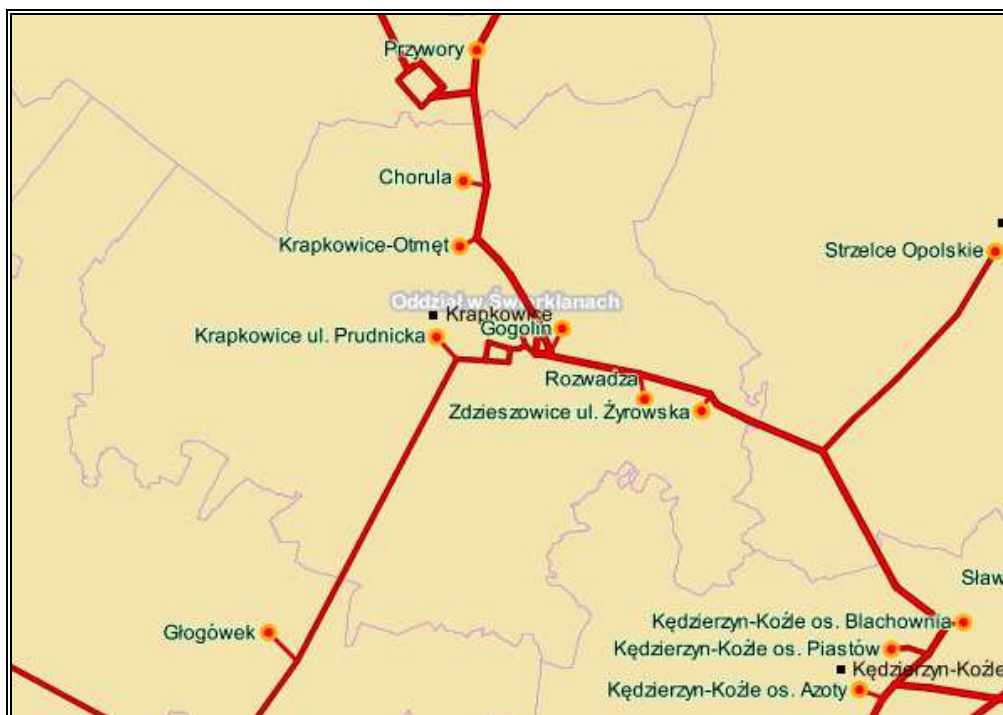 Przywory
Chorula
Krapkowice-Otmęt
Strzelce Opolskie
Oddział w Świerklanach
Krapkowice
Krapkowice ul. Prudnicka
Gogolin
Rozwadza
Zdzieszowice ul. Żyrowska
Sław
Głogówek
Kędzierzyn-Koźle os. Blachownia
Kędzierzyn-Koźle os. Piastów
Kędzierzyn-Koźle
Kędzierzyn-Koźle os. Azoty